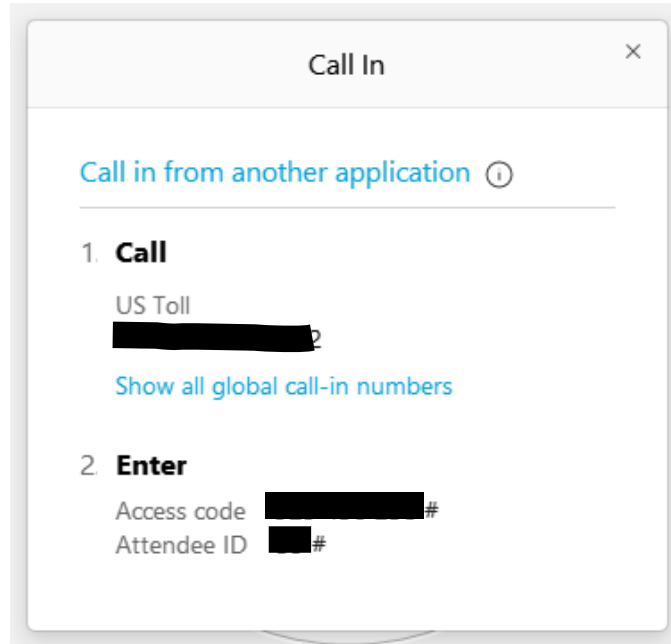 Call In
Call in from another application
1. Call
US Toll
2
Show all global call-in numbers
2. Enter
Access code #
Attendee ID #